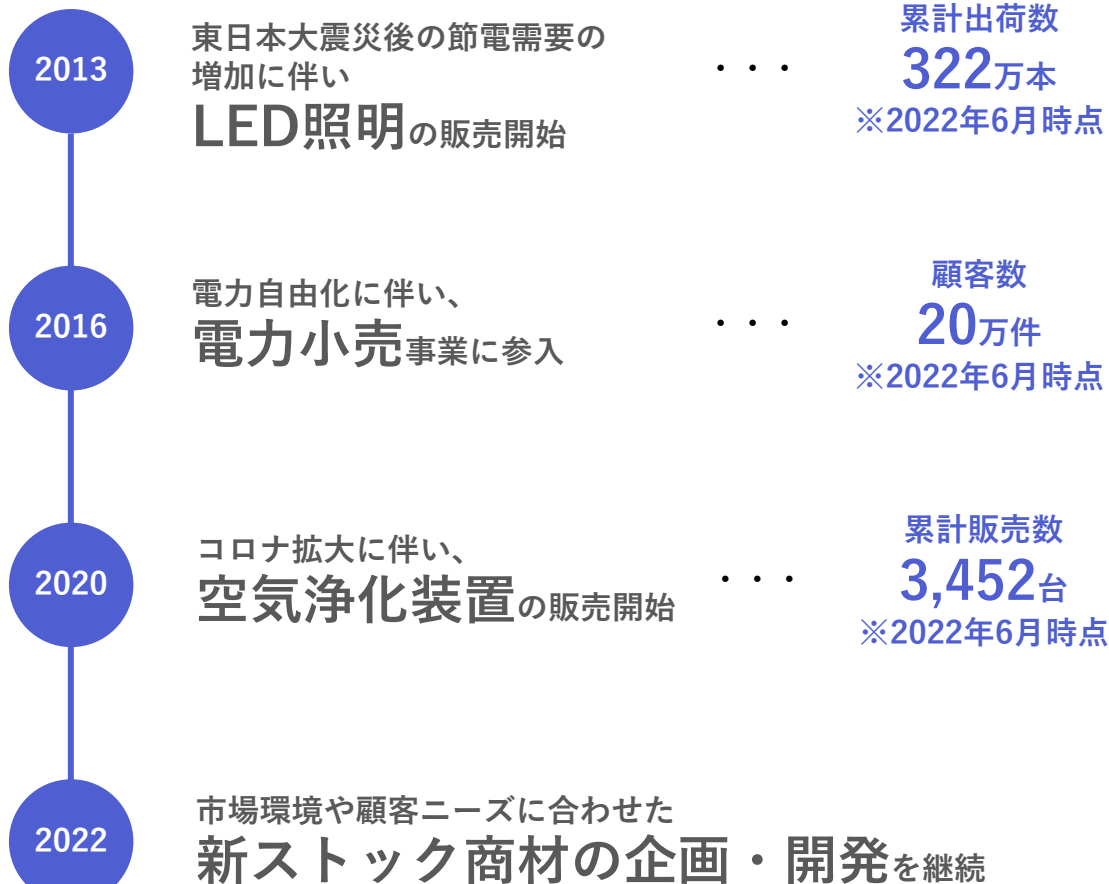 2013
東日本大震災後の節電需要の
増加に伴い
LED照明の販売開始
・・・
累計出荷数
322万本
※2022年6月時点
2016
電力自由化に伴い、
電力小売事業に参入
・・・
顧客数
20万件
※2022年6月時点
2020
コロナ拡大に伴い、
空気浄化装置の販売開始
・・・
累計販売数
3,452台
※2022年6月時点
2022
市場環境や顧客ニーズに合わせた
新ストック商材の企画・開発を継続